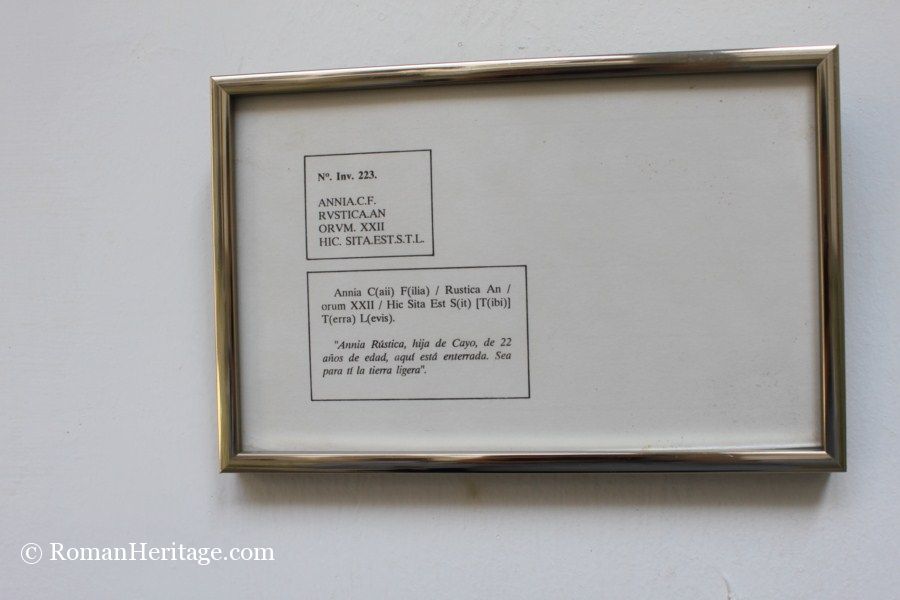 Nº. Inv. 223.
ANNIA.C.F.
RVSTICA.AN
ORVM. XXII
HIC. SITA.EST.S.T.L.
Annia C(aii) F(ilia) / Rustica An /
orum XXII / Hic Sita Est S(it) [T(ibi)]
T(erra) L(evis).
"Annia Rústica, hija de Cayo, de 22
años de edad, aquí está enterrada. Sea
para tí la tierra ligera".
© RomanHeritage.com